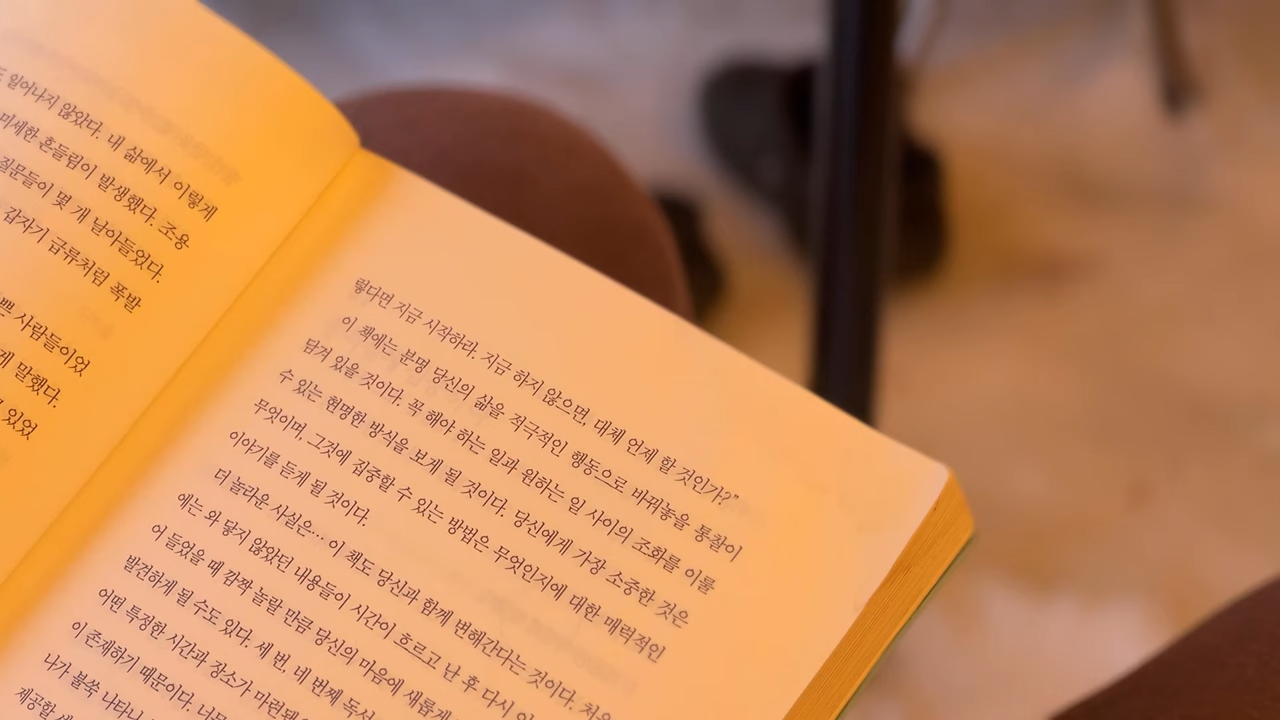 일어나지 않았다. 내 삶에서 이렇게
미세한 흔들림이 발생했다. 조용
질문들이 몇 개 날아들었다.
갑자기 급류처럼 폭발
사람들이었
말했다.
있었
렇다면 지금 시작하라. 지금 하지 않으면, 대체 언제 할 것인가?”
이 책에는 분명 당신의 삶을 적극적인 행동으로 바꿔놓을 통찰이
담겨 있을 것이다. 꼭 해야 하는 일과 원하는 일 사이의 조화를 이룰
수 있는 현명한 방식을 보게 될 것이다. 당신에게 가장 소중한 것은
무엇이며, 그것에 집중할 수 있는 방법은 무엇인지에 대한 매력적인
이야기를 듣게 될 것이다.
더 놀라운 사실은… 이 책도 당신과 함께 변해간다는 것이다. 처음
에는 와 닿지 않았던 내용들이 시간이 흐르고 난 후 다시
어 들었을 때 깜짝 놀랄 만큼 당신의 마음에 새롭게
발견하게 될 수도 있다. 세 번, 네 번째 독서
어떤 특정한 시간과 장소가 마련됐
이 존재하기 때문이다. 너무
나가 불쑥 나타나
제공할